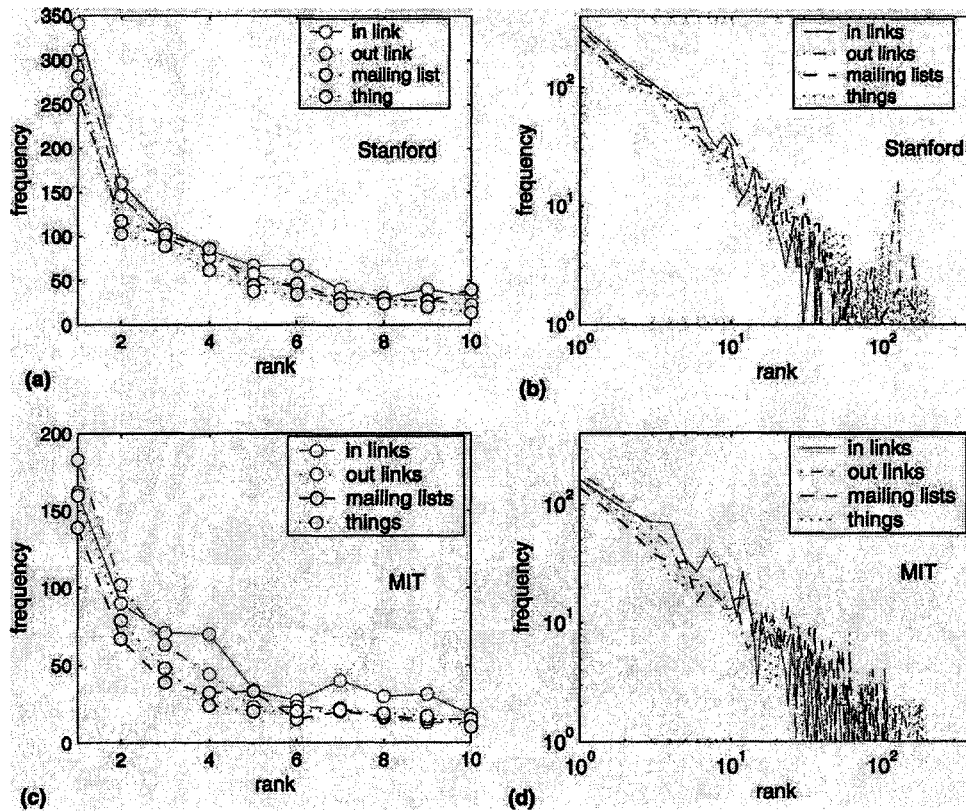 350
300
250
200
150
100
50
0
frequency
in link
out link
mailing list
thing
Stanford
2
4
6
8
10
rank
(a)
10²
10¹
10⁰
frequency
in links
out links
mailing lists
things
Stanford
10⁰
10¹
10²
rank
(b)
200
150
100
50
0
frequency
in links
out links
mailing lists
things
MIT
2
4
6
8
10
rank
(c)
10²
10¹
10⁰
frequency
in links
out links
mailing lists
things
MIT
10⁰
10¹
10²
rank
(d)